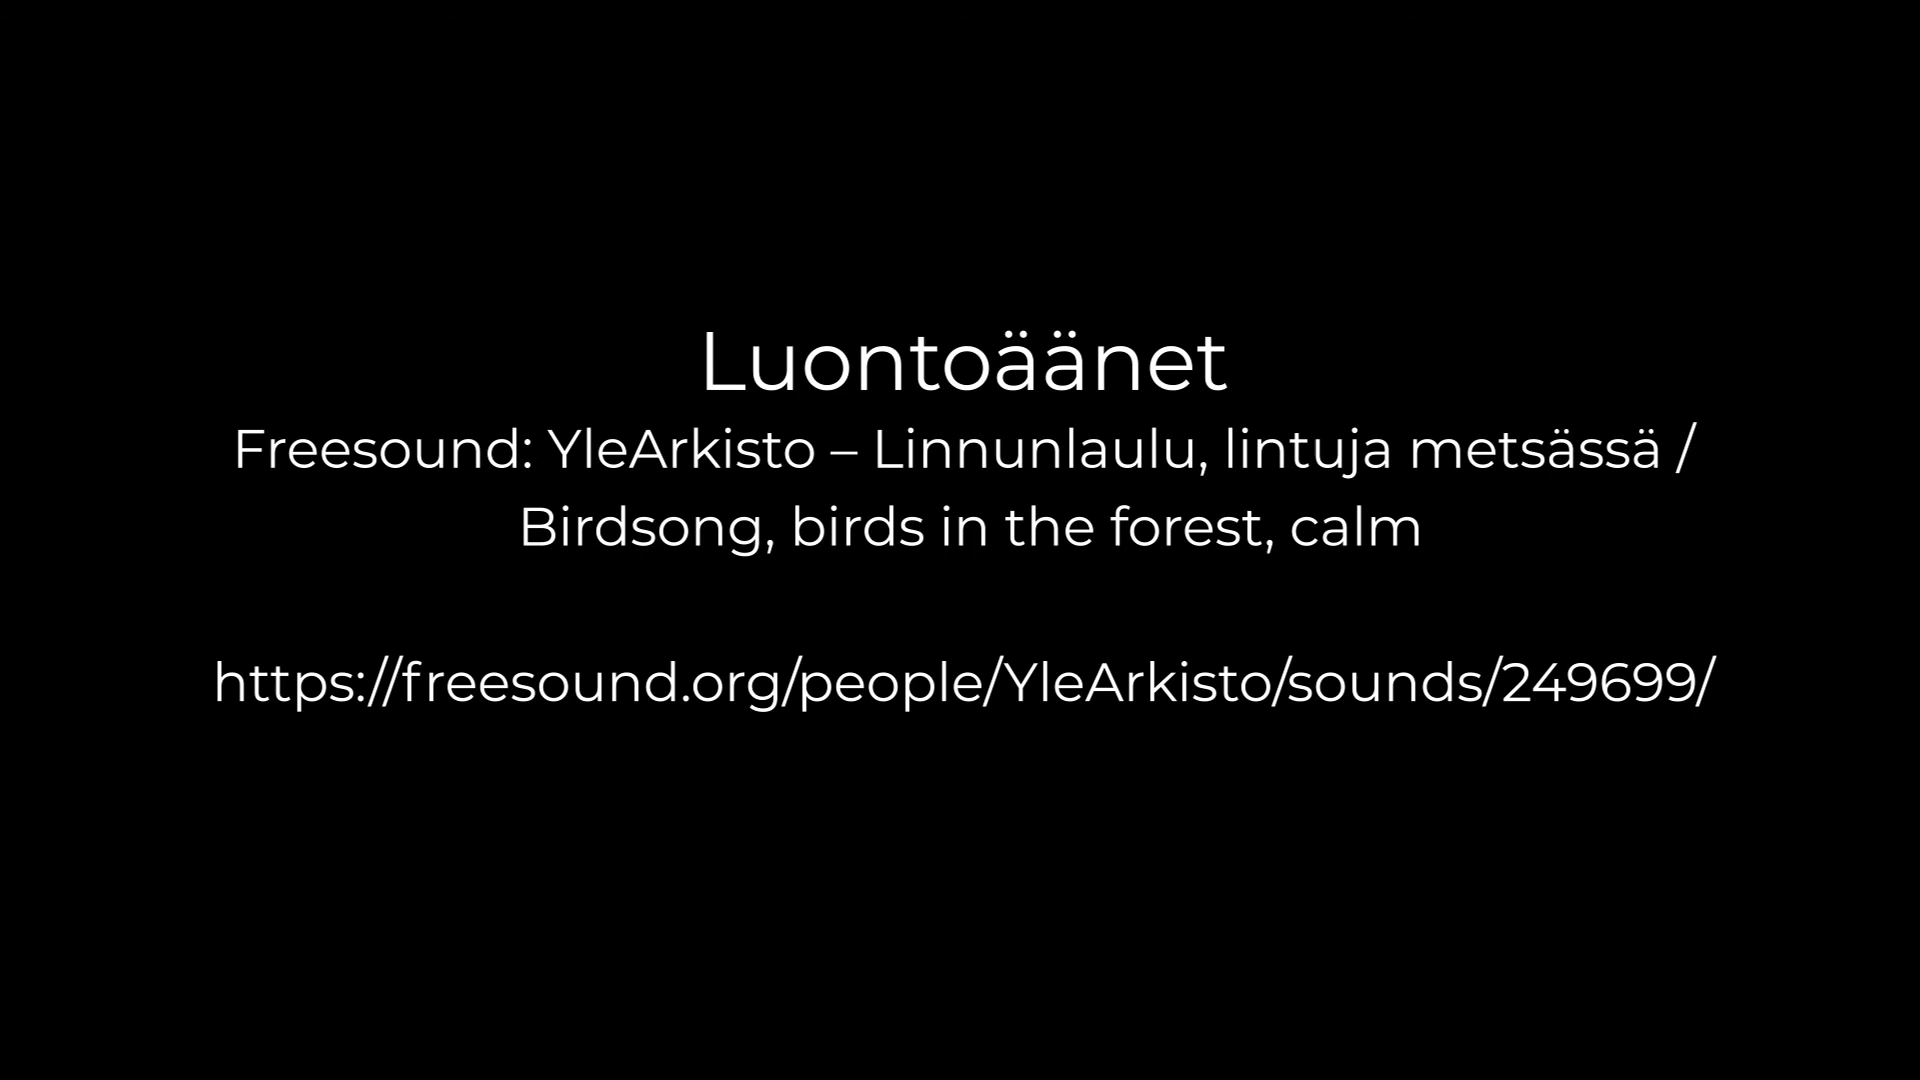 Luontoäänet
Freesound: YleArkisto – Linnunlaulu, lintuja metsässä /
Birdsong, birds in the forest, calm
https://freesound.org/people/YleArkisto/sounds/249699/